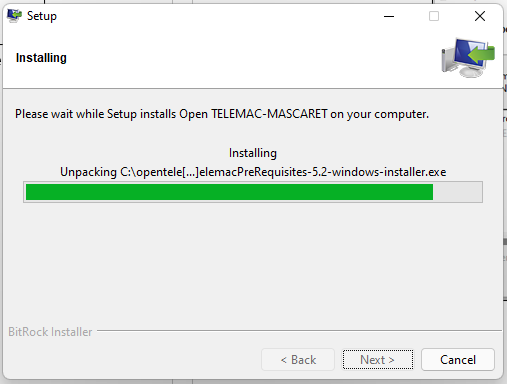 Setup
Installing
Please wait while Setup installs Open TELEMAC-MASCARET on your computer.
Installing
Unpacking C:\opentele[...]elemacPreRequisites-5.2-windows-installer.exe
BitRock Installer
< Back
Next >
Cancel